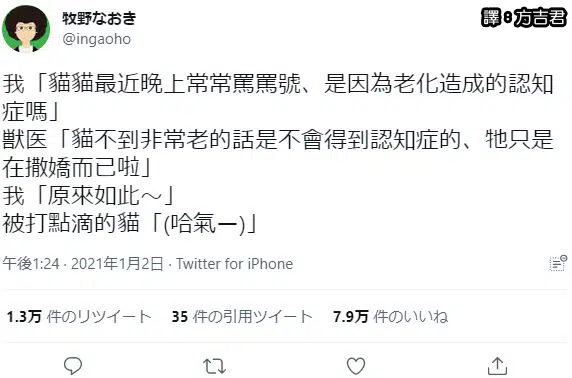 牧野なおき
譯8方吉君
@ingaoho
我「貓貓最近晚上常常罵罵號、是因為老化造成的認知
症嗎」
獣医「貓不到非常老的話是不會得到認知症的、牠只是
在撒嬌而已啦」
我「原來如此～」
被打點滴的貓「(哈氣ー)」
午後1:24 · 2021年1月2日 · Twitter for iPhone
1.3万 件のリツイート 35 件の引用ツイート 7.9万 件のいいね